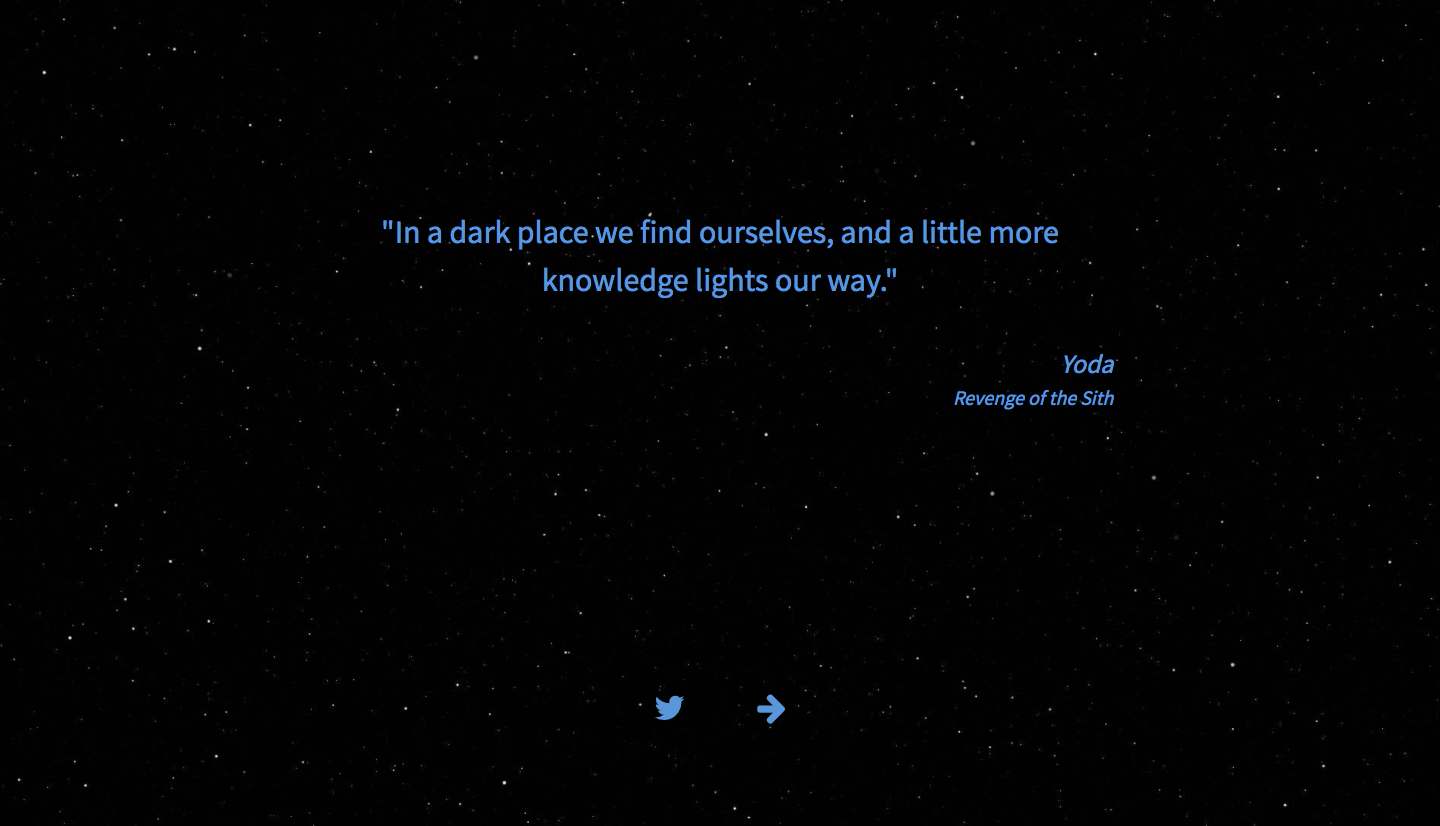 "In a dark place we find ourselves, and a little more
knowledge lights our way."
Yoda
Revenge of the Sith